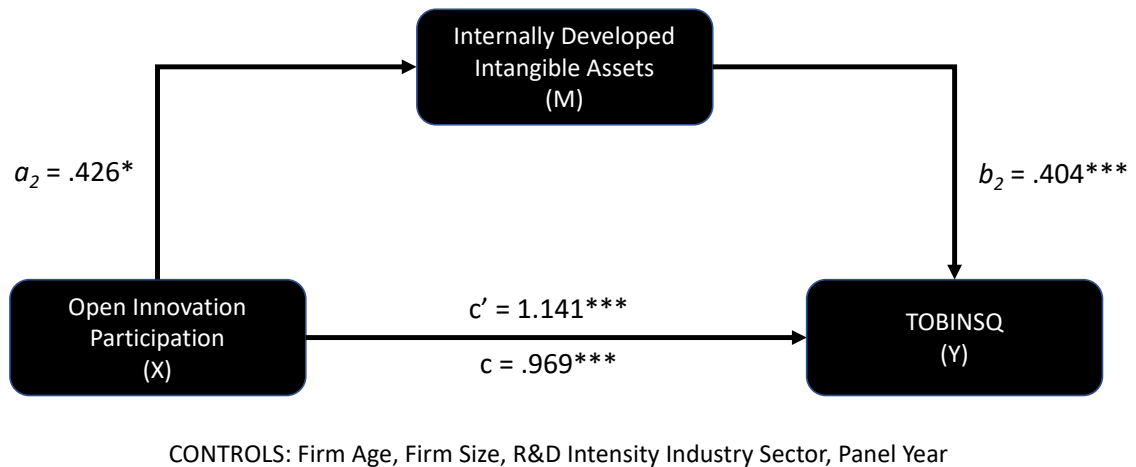 Internally Developed
Intangible Assets
(M)
a₂ = .426*
b₂ = .404***
Open Innovation
Participation
(X)
c’ = 1.141***
c = .969***
TOBINSQ
(Y)
CONTROLS: Firm Age, Firm Size, R&D Intensity Industry Sector, Panel Year